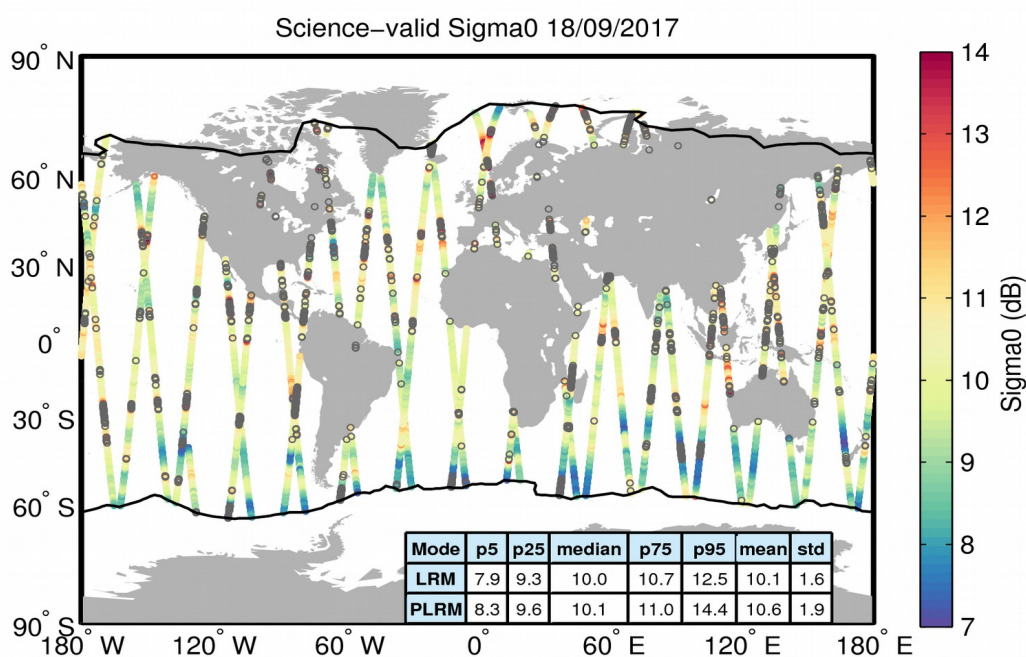 Science−valid Sigma0 18/09/2017
90° N
60° N
30° N
0°
30° S
60° S
90° S
180° W 120° W 60° W 0° 60° E 120° E 180° E
Mode p5 p25 median p75 p95 mean std
LRM 7.9 9.3 10.0 10.7 12.5 10.1 1.6
PLRM 8.3 9.6 10.1 11.0 14.4 10.6 1.9
14
13
12
11
10
9
8
7
Sigma0 (dB)